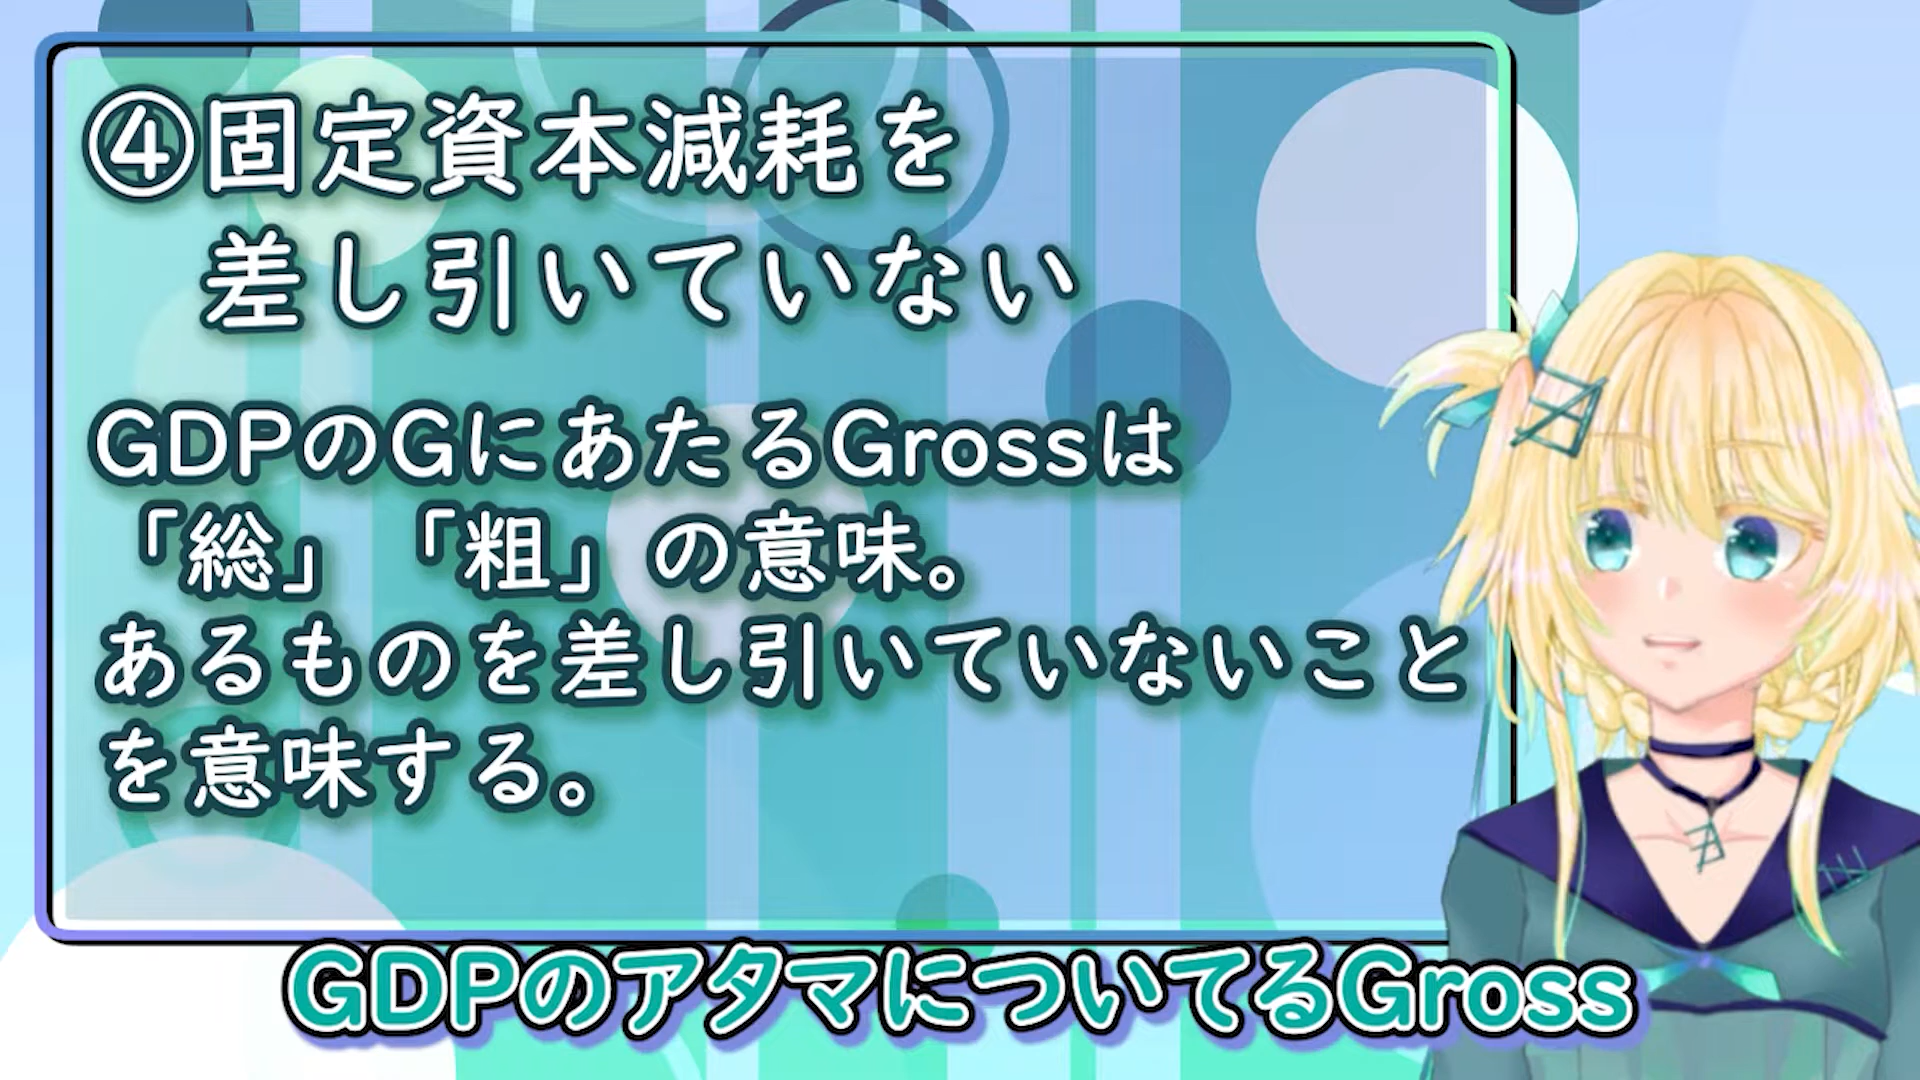 ④固定資本減耗を
差し引いていない
GDPのGにあたるGrossは
「総」「粗」の意味。
あるものを差し引いていないこと
を意味する。
GDPのアタマについてるGross